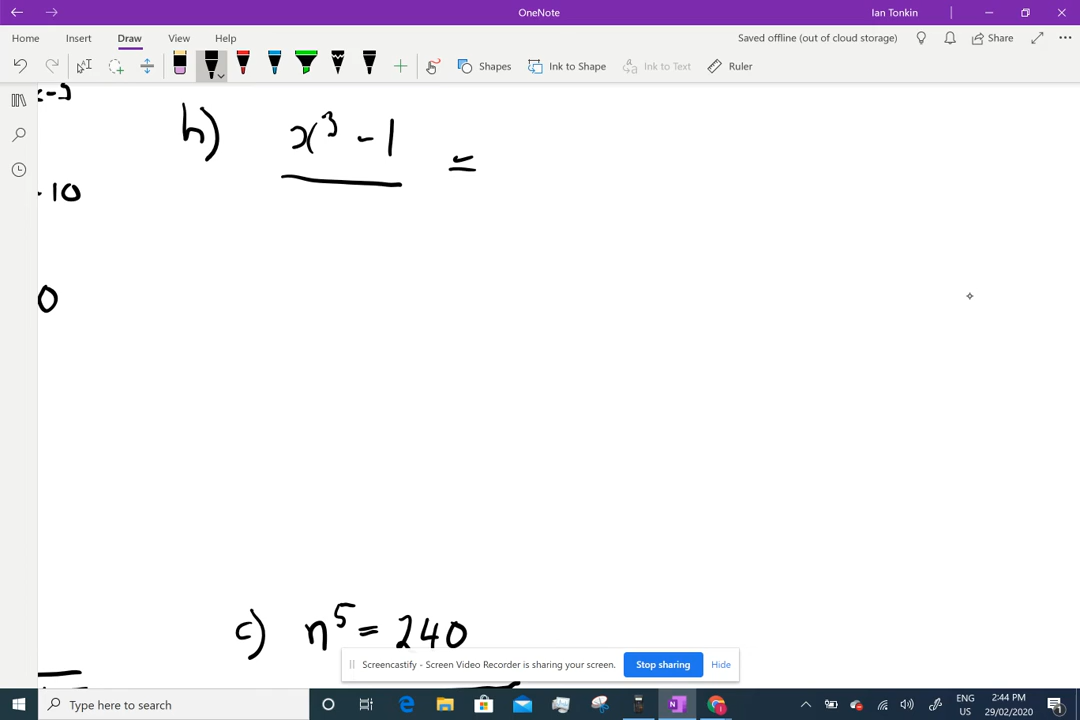 OneNote
Ian Tonkin
Home Insert Draw View Help
Saved offline (out of cloud storage)
Share
Shapes
Ink to Shape
Ink to Text
Ruler
h) x³ - 1 =
- 10
0
c) n⁵ = 240
Screencastify - Screen Video Recorder is sharing your screen.
Stop sharing
Hide
Type here to search
ENG
US
2:44 PM
29/02/2020